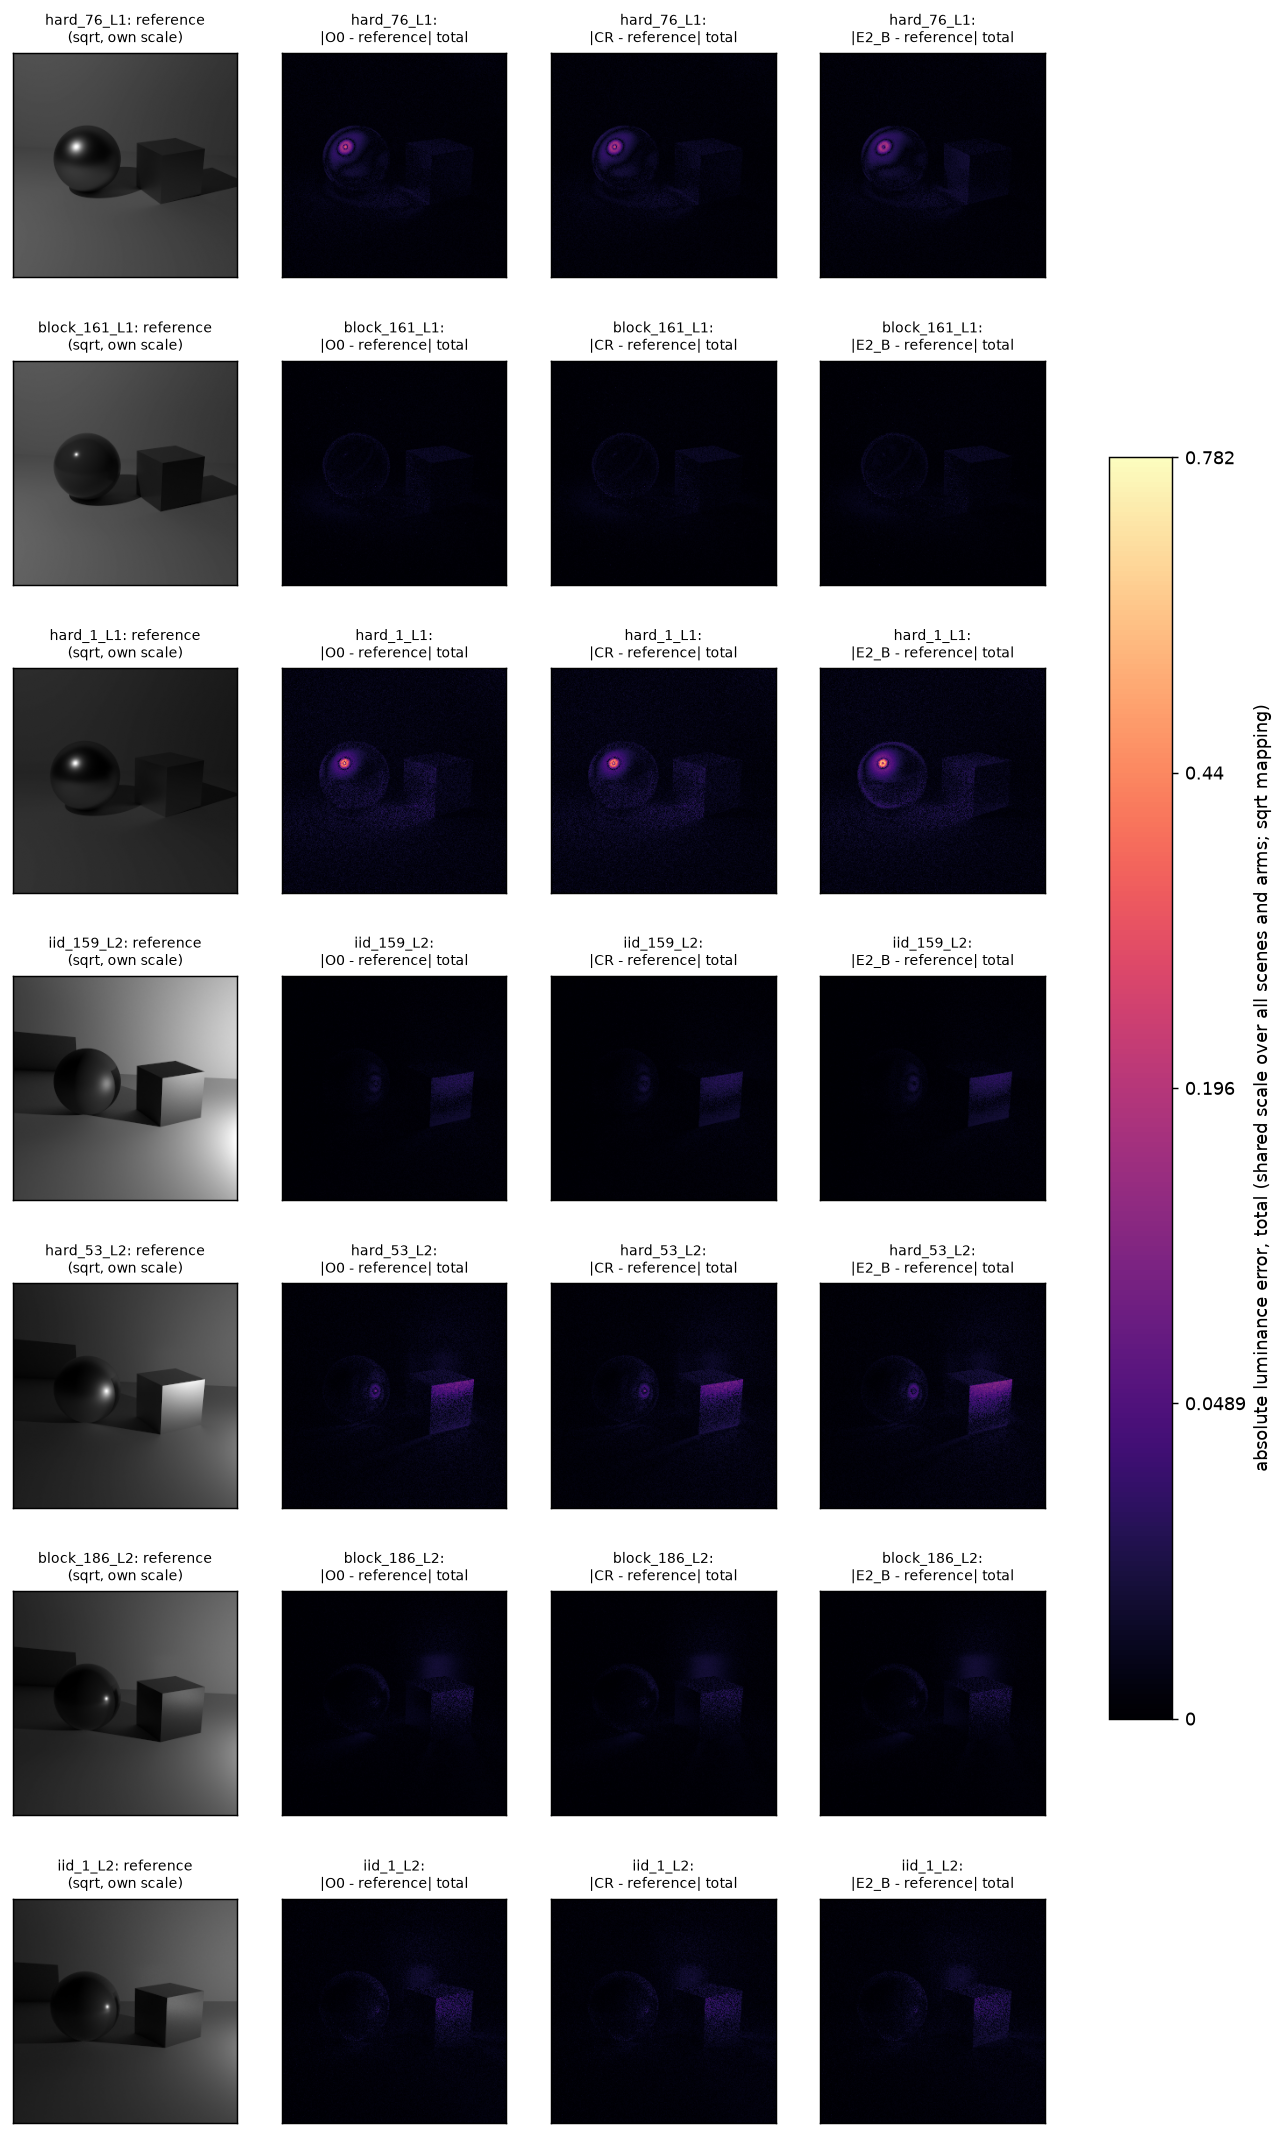 hard_76_L1: reference
(sqrt, own scale)
hard_76_L1:
|O0 - reference| total
hard_76_L1:
|CR - reference| total
hard_76_L1:
|E2_B - reference| total
block_161_L1: reference
(sqrt, own scale)
block_161_L1:
|O0 - reference| total
block_161_L1:
|CR - reference| total
block_161_L1:
|E2_B - reference| total
hard_1_L1: reference
(sqrt, own scale)
hard_1_L1:
|O0 - reference| total
hard_1_L1:
|CR - reference| total
hard_1_L1:
|E2_B - reference| total
iid_159_L2: reference
(sqrt, own scale)
iid_159_L2:
|O0 - reference| total
iid_159_L2:
|CR - reference| total
iid_159_L2:
|E2_B - reference| total
hard_53_L2: reference
(sqrt, own scale)
hard_53_L2:
|O0 - reference| total
hard_53_L2:
|CR - reference| total
hard_53_L2:
|E2_B - reference| total
block_186_L2: reference
(sqrt, own scale)
block_186_L2:
|O0 - reference| total
block_186_L2:
|CR - reference| total
block_186_L2:
|E2_B - reference| total
iid_1_L2: reference
(sqrt, own scale)
iid_1_L2:
|O0 - reference| total
iid_1_L2:
|CR - reference| total
iid_1_L2:
|E2_B - reference| total
0.782
0.44
0.196
0.0489
0
absolute luminance error, total (shared scale over all scenes and arms; sqrt mapping)